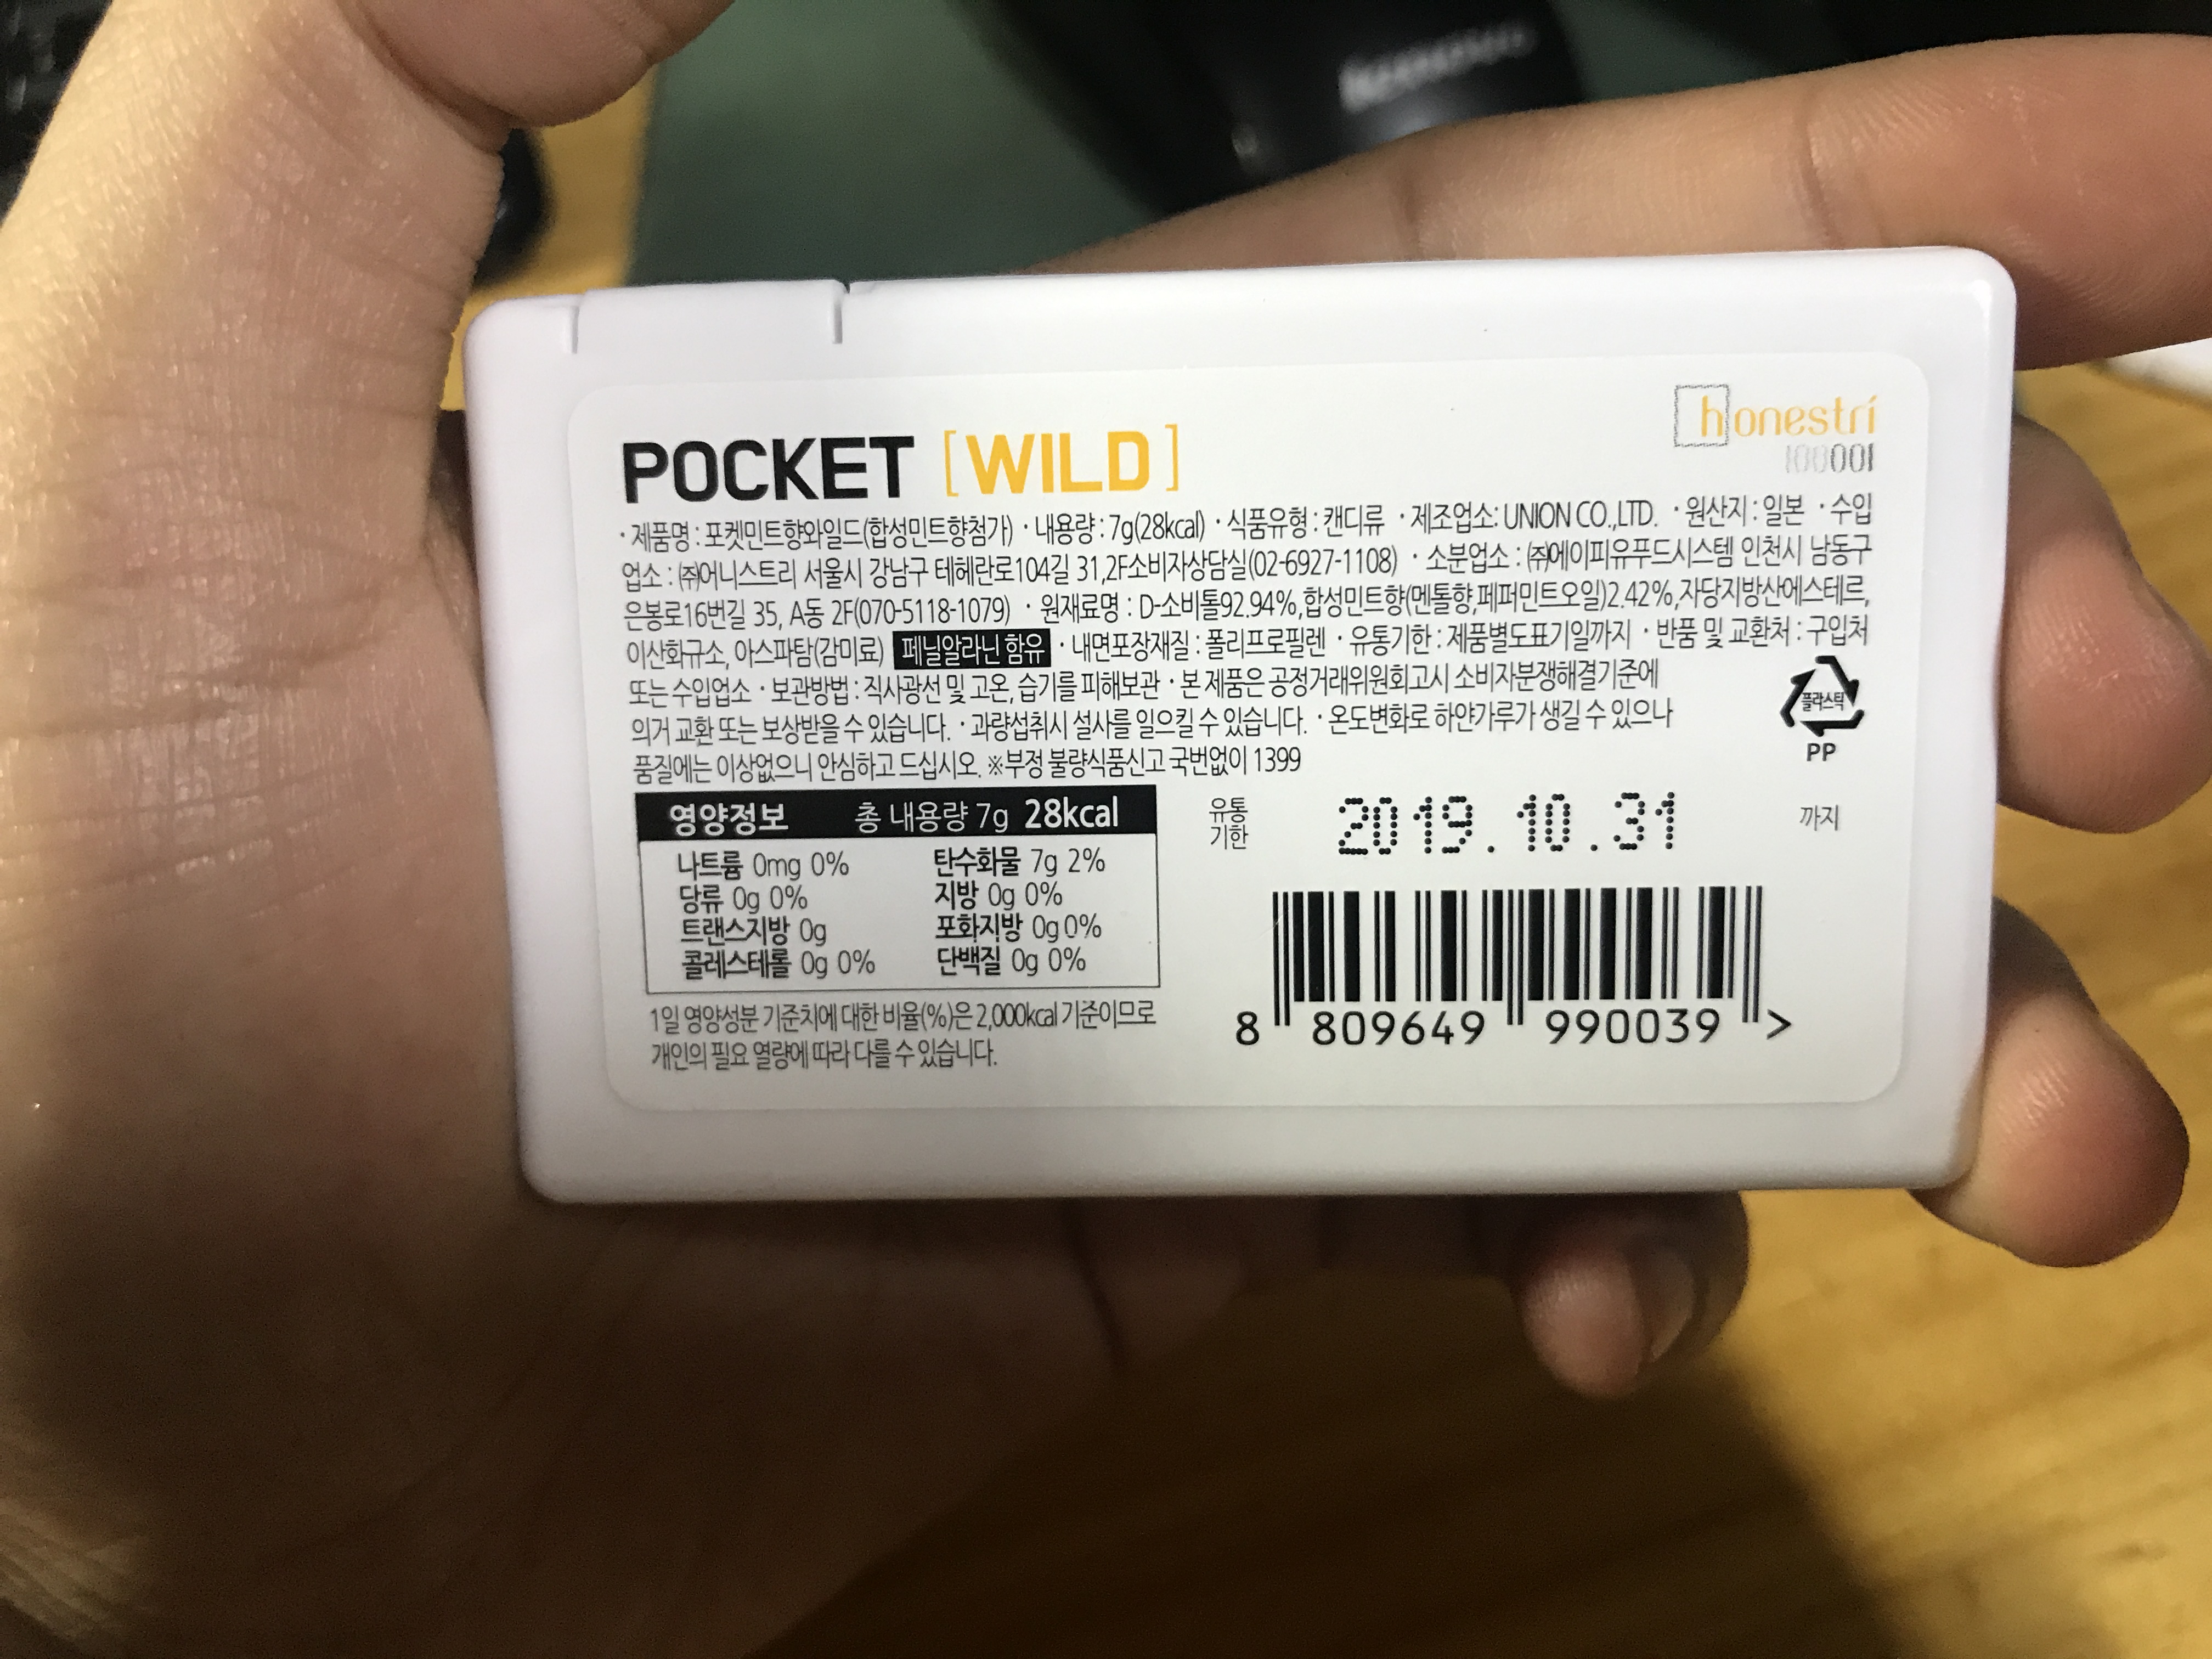 lenovo
honestri
POCKET [WILD]
· 제품명 : 포켓민트향와일드(합성민트향첨가) · 내용량 : 7g(28kcal) · 식품유형 : 캔디류 · 제조업소: UNION CO.,LTD. · 원산지 : 일본 · 수입
업소 : ㈜어니스트리 서울시 강남구 테헤란로104길 31,2F소비자상담실(02-6927-1108) · 소분업소 : ㈜에이피유푸드시스템 인천시 남동구
은봉로16번길 35, A동 2F(070-5118-1079) · 원재료명 : D-소비톨92.94%,합성민트향(멘톨향,페퍼민트오일)2.42%,자당지방산에스테르,
이산화규소, 아스파탐(감미료) 페닐알라닌 함유 · 내면포장재질 : 폴리프로필렌 · 유통기한 : 제품별도표기일까지 · 반품 및 교환처 : 구입처
또는 수입업소 · 보관방법 : 직사광선 및 고온, 습기를 피해보관 · 본 제품은 공정거래위원회고시 소비자분쟁해결기준에
의거 교환 또는 보상받을 수 있습니다. · 과량섭취시 설사를 일으킬 수 있습니다. · 온도변화로 하얀가루가 생길 수 있으나
품질에는 이상없으니 안심하고 드십시오. ※부정 불량식품신고 국번없이 1399
플라스틱
PP
영양정보 총 내용량 7g 28kcal
나트륨 0mg 0% 탄수화물 7g 2%
당류 0g 0% 지방 0g 0%
트랜스지방 0g 포화지방 0g 0%
콜레스테롤 0g 0% 단백질 0g 0%
1일 영양성분 기준치에 대한 비율(%)은 2,000kcal 기준이므로
개인의 필요 열량에 따라 다를 수 있습니다.
유통
기한
2019.10.31 까지
8 809649 990039 >